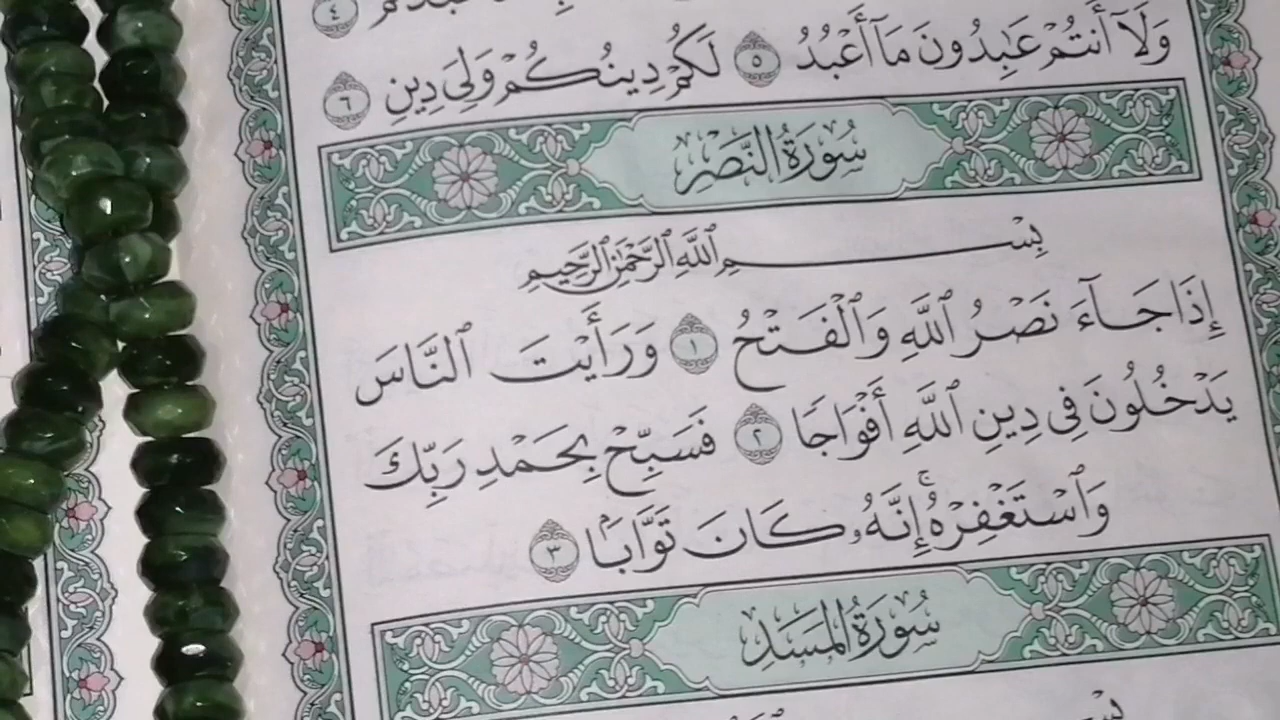 وَلَآ أَنتُمْ عَٰبِدُونَ مَآ أَعْبُدُ ٥ لَكُمْ دِينُكُمْ وَلِيَ دِينِ ٦
سُورَةُ النَّصْرِ
بِسْمِ ٱللَّهِ ٱلرَّحْمَٰنِ ٱلرَّحِيمِ
إِذَا جَآءَ نَصْرُ ٱللَّهِ وَٱلْفَتْحُ ١ وَرَأَيْتَ ٱلنَّاسَ
يَدْخُلُونَ فِي دِينِ ٱللَّهِ أَفْوَاجًا ٢ فَسَبِّحْ بِحَمْدِ رَبِّكَ
وَٱسْتَغْفِرْهُ ۚ إِنَّهُۥ كَانَ تَوَّابًۢا ٣
سُورَةُ المَسَدِ